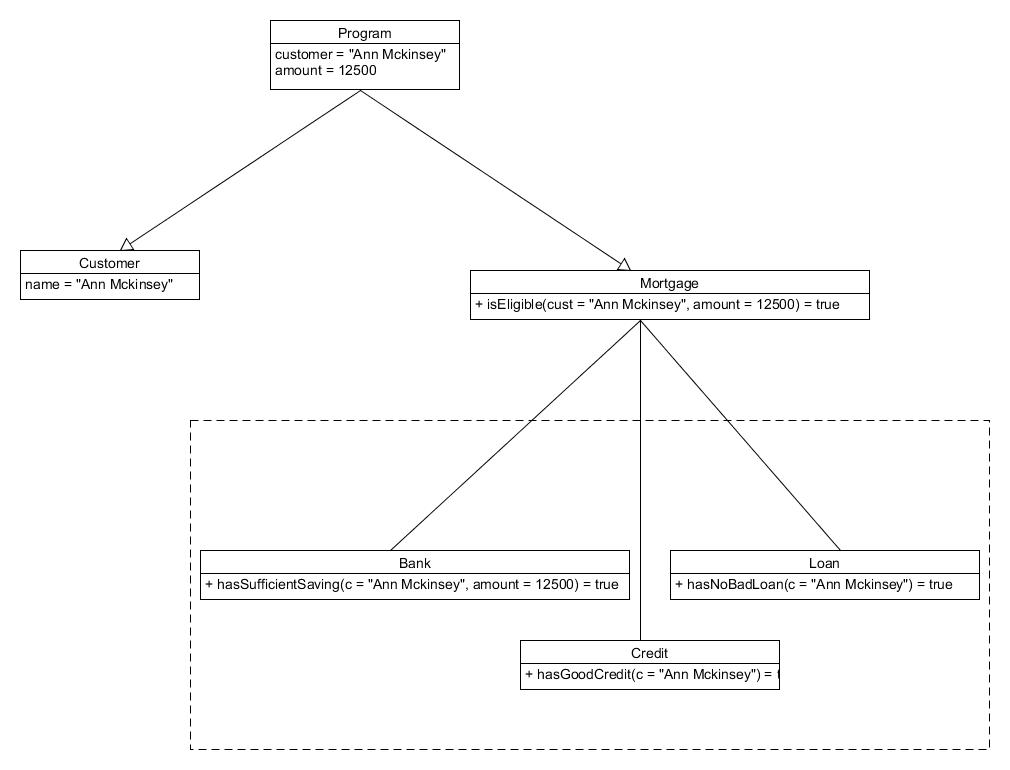 Program
customer = "Ann Mckinsey"
amount = 12500
Customer
name = "Ann Mckinsey"
Mortgage
+ isEligible(cust = "Ann Mckinsey", amount = 12500) = true
Bank
+ hasSufficientSaving(c = "Ann Mckinsey", amount = 12500) = true
Loan
+ hasNoBadLoan(c = "Ann Mckinsey") = true
Credit
+ hasGoodCredit(c = "Ann Mckinsey") =